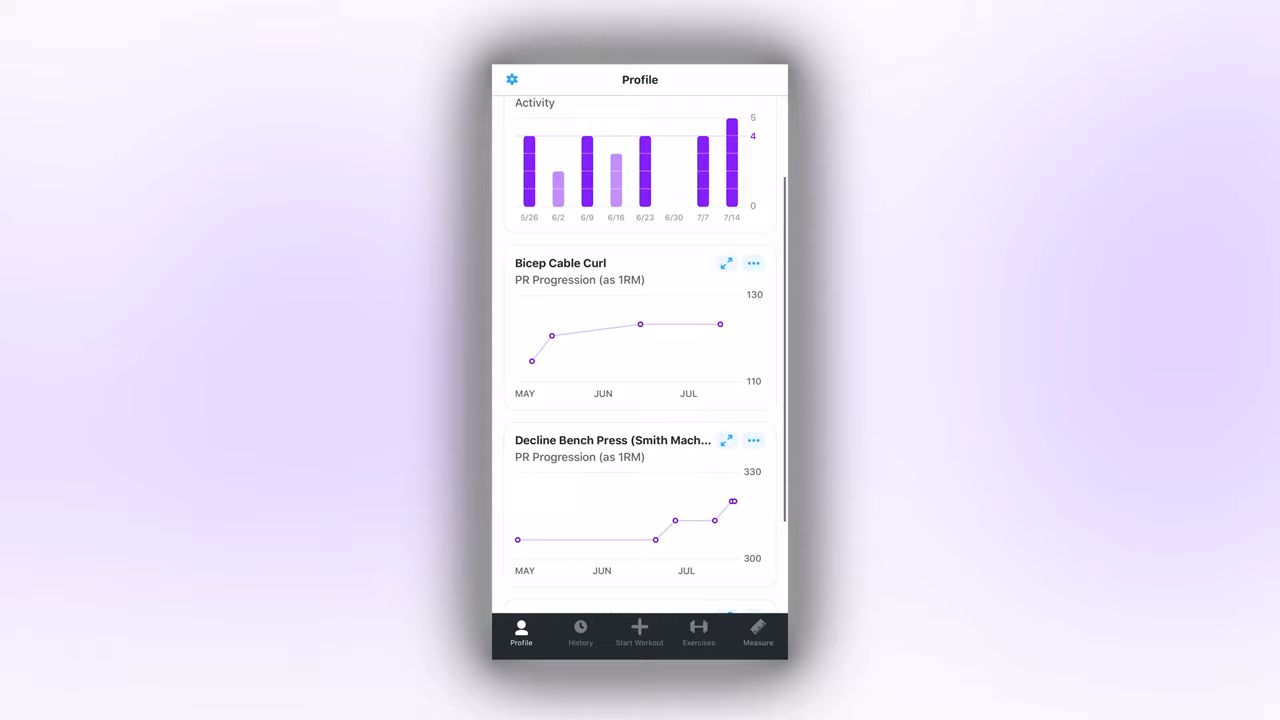 Profile
Activity
5
4
0
5/26 6/2 6/9 6/16 6/23 6/30 7/7 7/14
Bicep Cable Curl
PR Progression (as 1RM)
130
110
MAY JUN JUL
Decline Bench Press (Smith Mach...
PR Progression (as 1RM)
330
300
MAY JUN JUL
Profile History Start Workout Exercises Measure